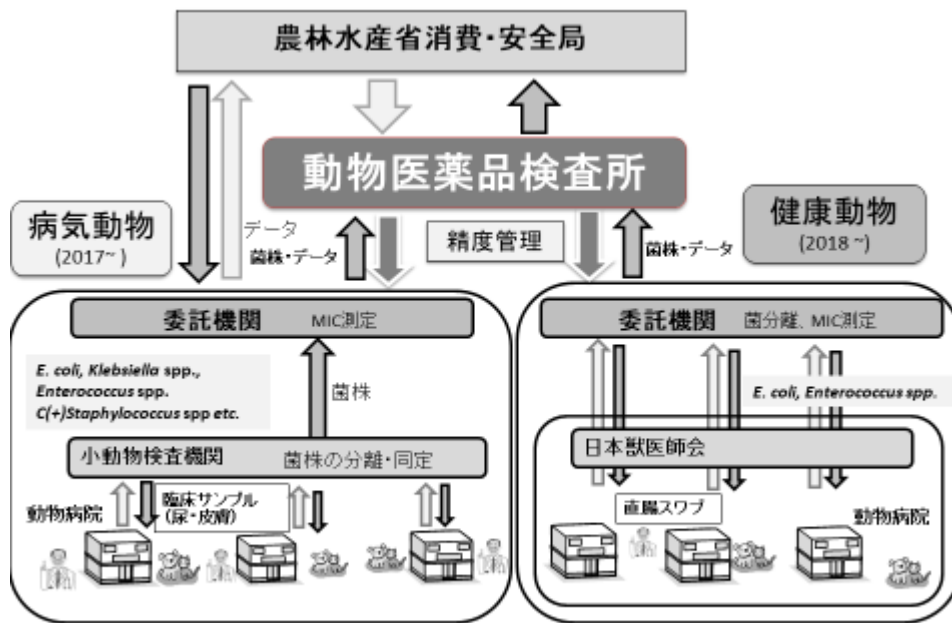 農林水産省消費・安全局
動物医薬品検査所
病気動物
(2017~ )
データ
菌株・データ
精度管理
菌株・データ
健康動物
(2018 ~)
委託機関 MIC測定
E. coli, Klebsiella spp.,
Enterococcus spp.
C(+)Staphylococcus spp etc.
菌株
小動物検査機関 菌株の分離・同定
動物病院
臨床サンプル
(尿・皮膚)
委託機関 菌分離、MIC測定
E. coli, Enterococcus spp.
日本獣医師会
直腸スワブ
動物病院